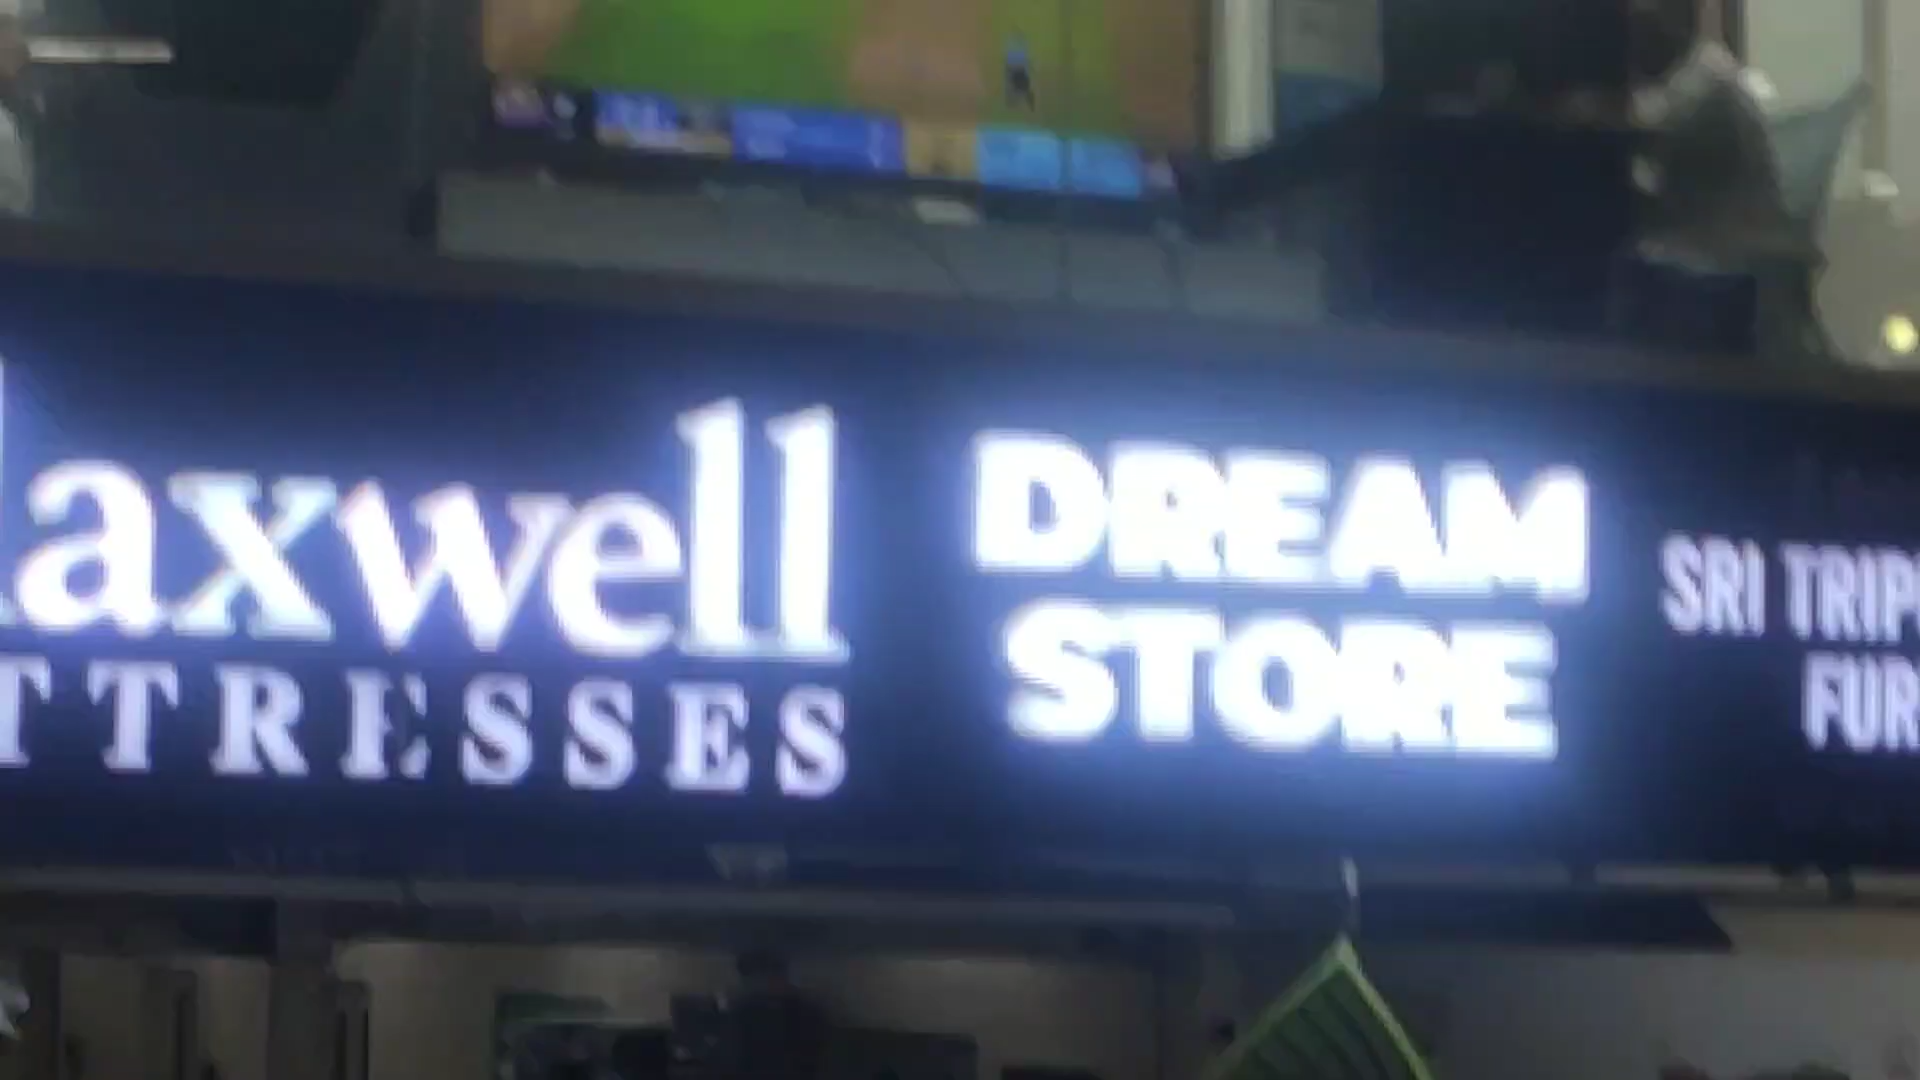 axwell
TTRESSES
DREAM
STORE
SRI TRIP
FUR